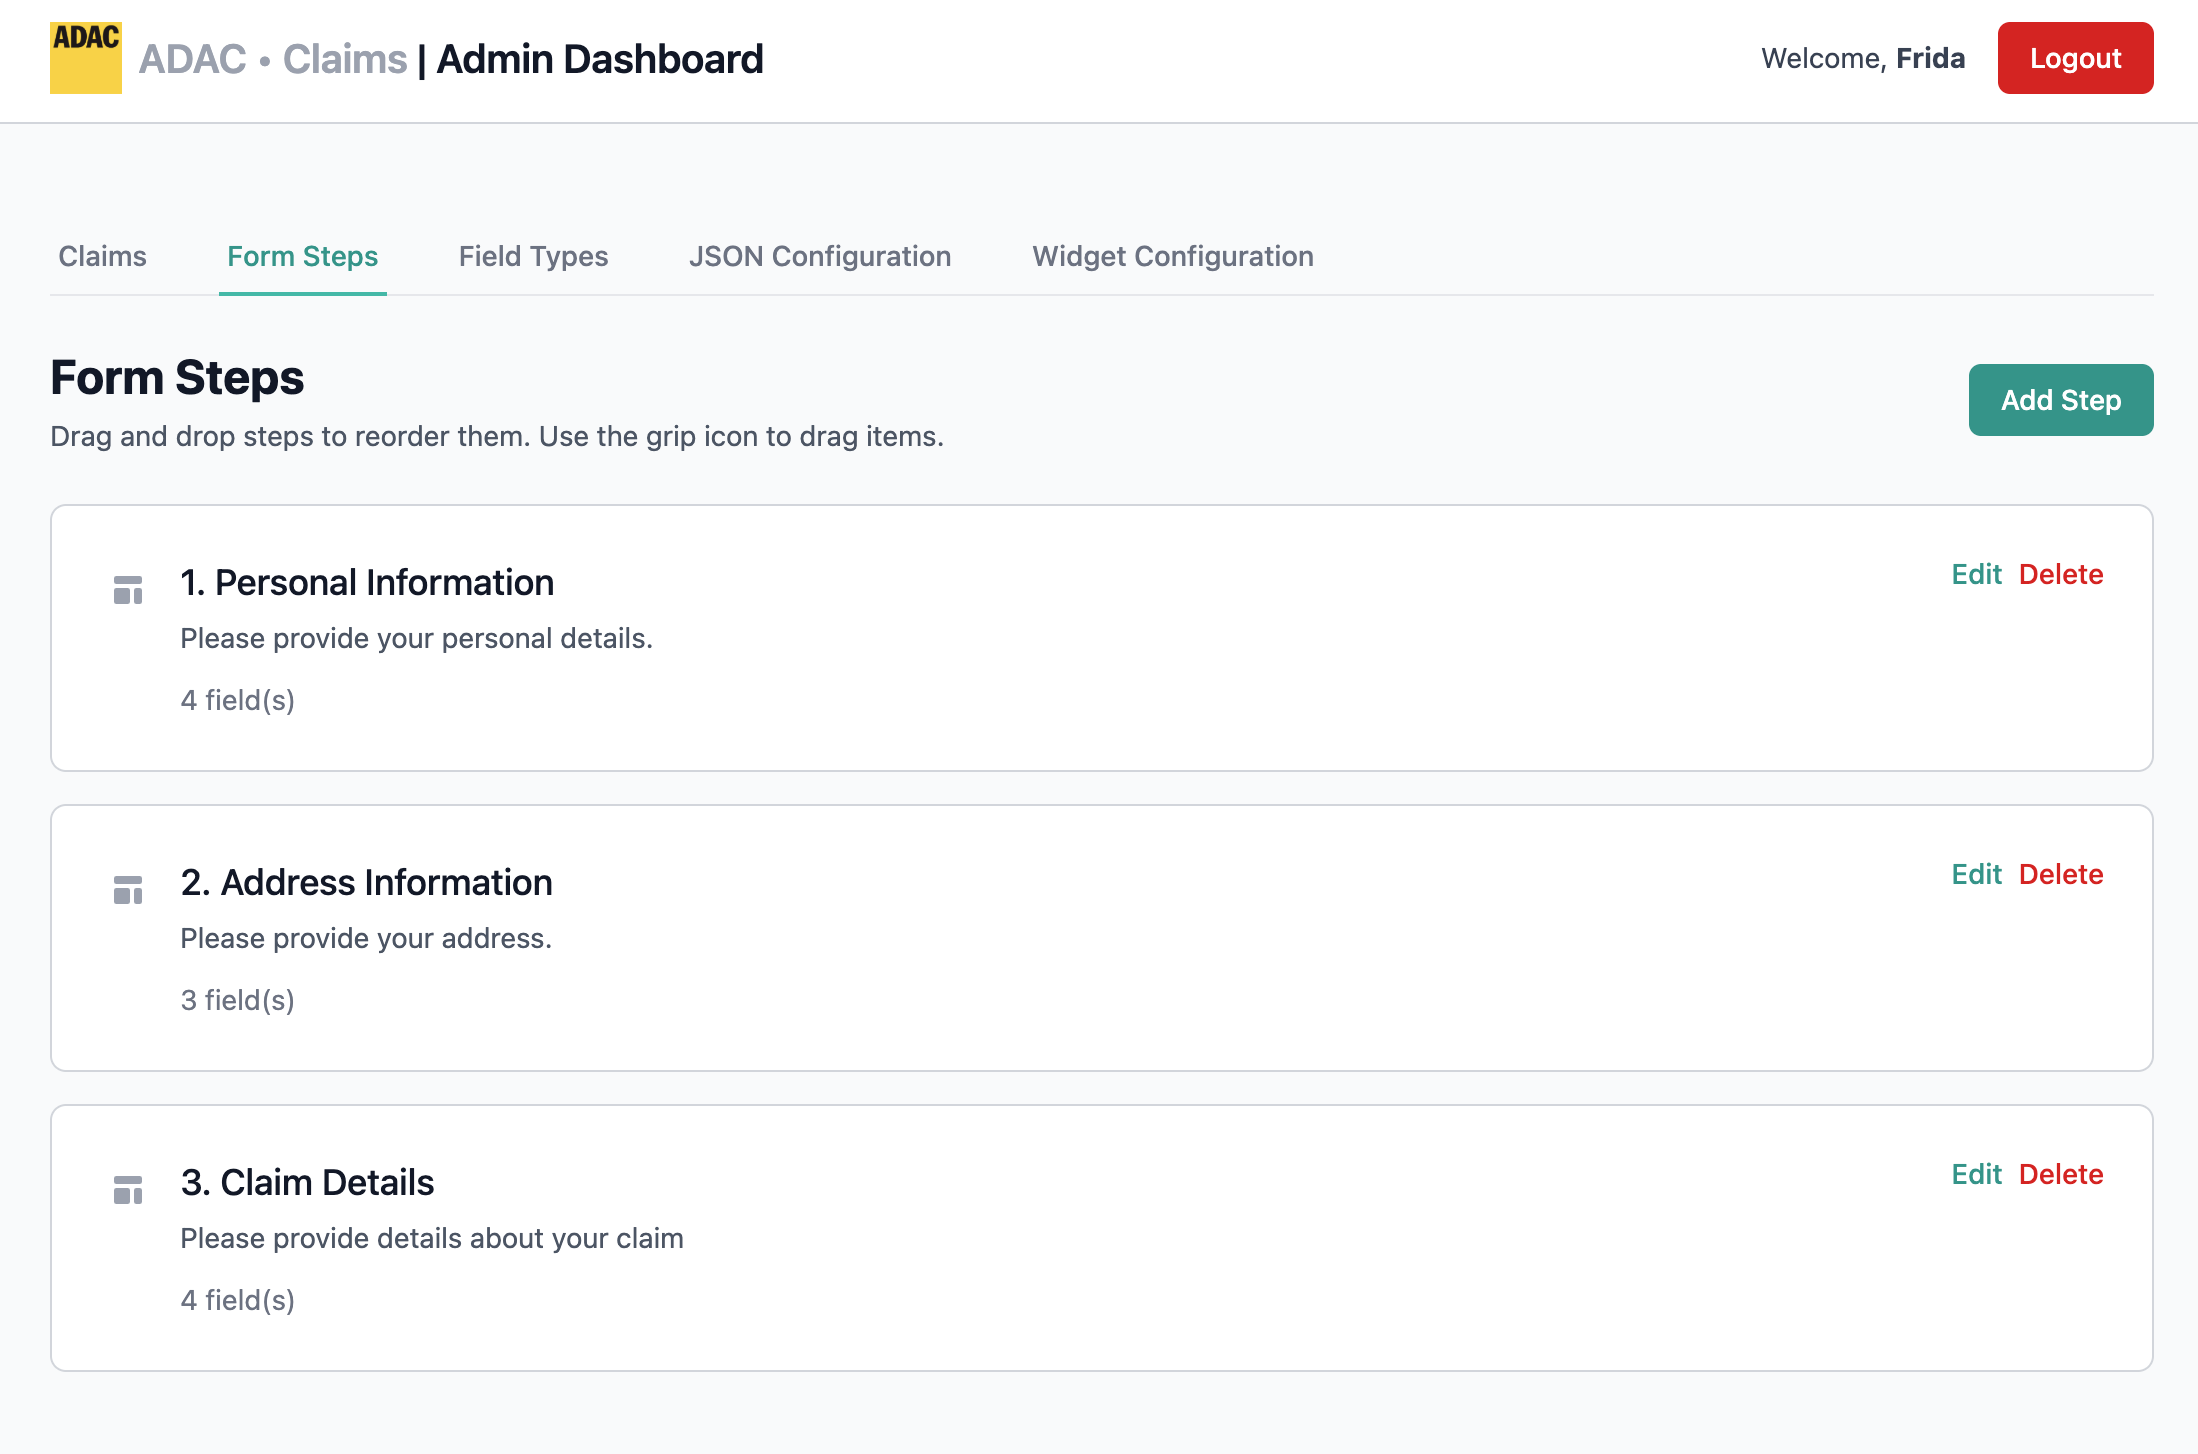 ADAC
ADAC • Claims | Admin Dashboard
Welcome, Frida
Logout
Claims
Form Steps
Field Types
JSON Configuration
Widget Configuration
Form Steps
Drag and drop steps to reorder them. Use the grip icon to drag items.
Add Step
1. Personal Information
Please provide your personal details.
4 field(s)
Edit Delete
2. Address Information
Please provide your address.
3 field(s)
Edit Delete
3. Claim Details
Please provide details about your claim
4 field(s)
Edit Delete